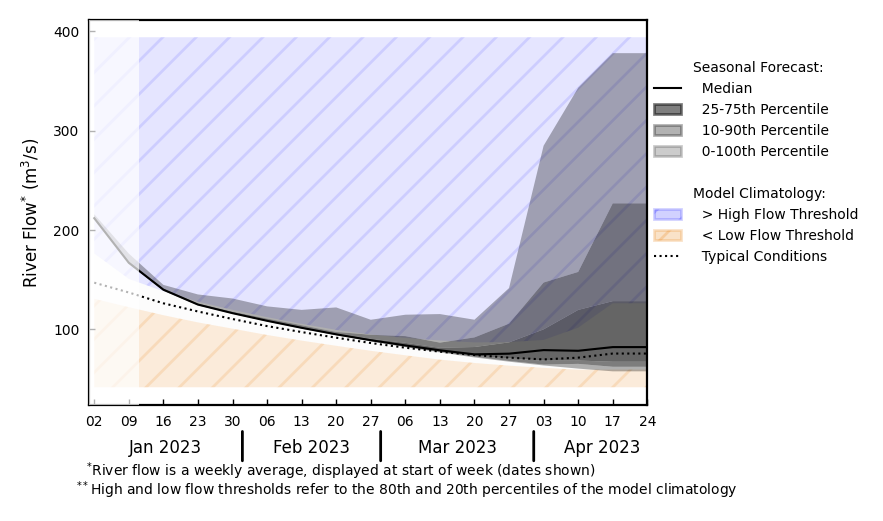 400
300
200
100
River Flow* (m³/s)
02 09 16 23 30 06 13 20 27 06 13 20 27 03 10 17 24
Jan 2023 Feb 2023 Mar 2023 Apr 2023
Seasonal Forecast:
Median
25-75th Percentile
10-90th Percentile
0-100th Percentile
Model Climatology:
> High Flow Threshold
< Low Flow Threshold
Typical Conditions
*River flow is a weekly average, displayed at start of week (dates shown)
** High and low flow thresholds refer to the 80th and 20th percentiles of the model climatology